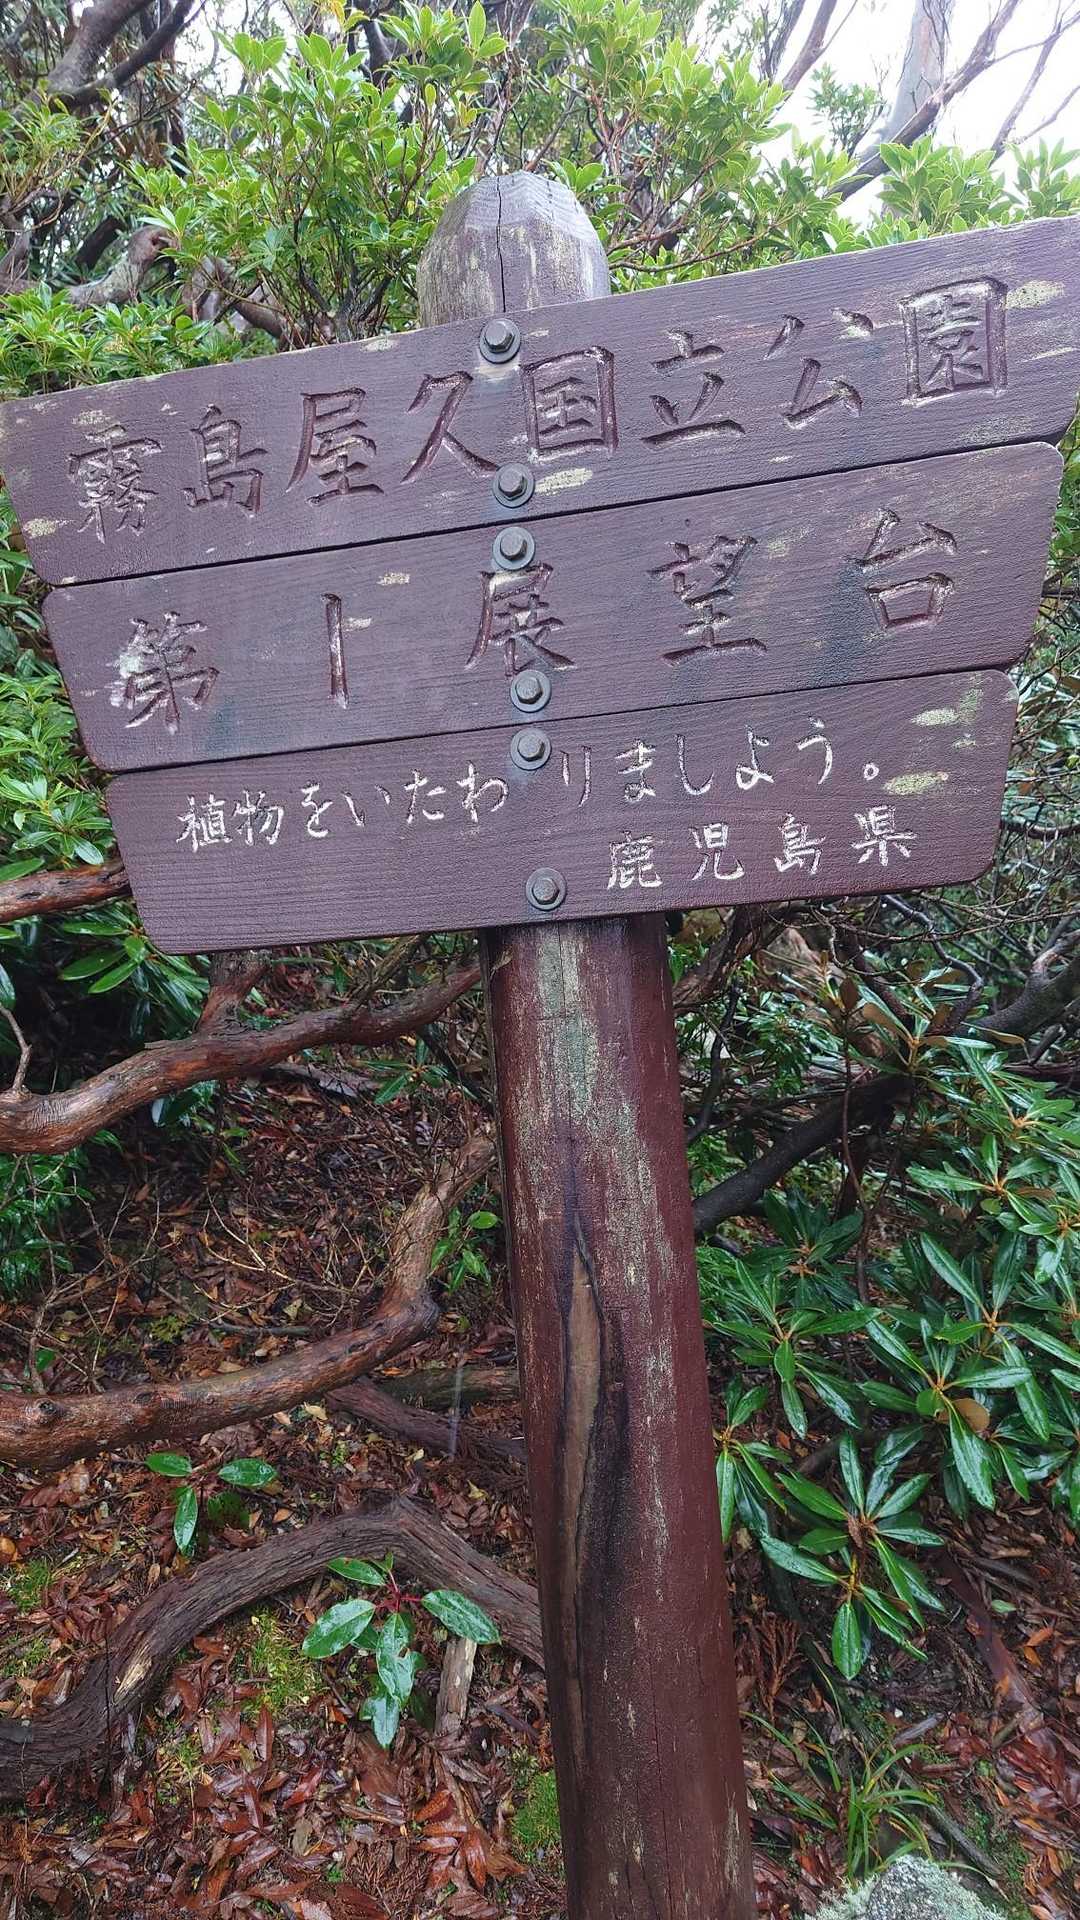 霧島屋久国立公園
第1展望台
植物をいたわりましょう。
鹿児島県